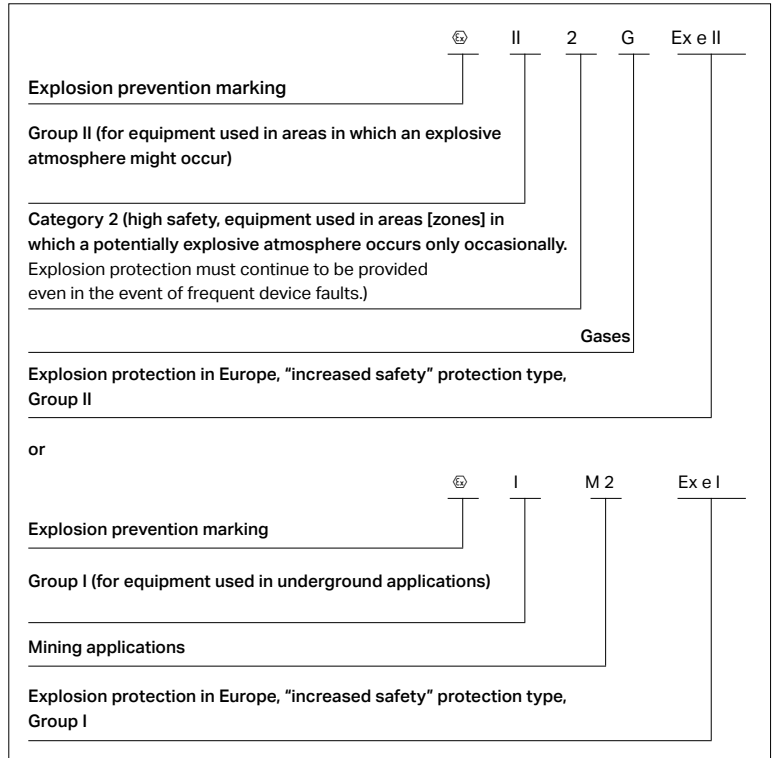 Ex II 2 G Ex e II
Explosion prevention marking
Group II (for equipment used in areas in which an explosive
atmosphere might occur)
Category 2 (high safety, equipment used in areas [zones] in
which a potentially explosive atmosphere occurs only occasionally.
Explosion protection must continue to be provided
even in the event of frequent device faults.)
Gases
Explosion protection in Europe, “increased safety” protection type,
Group II
or
Ex I M 2 Ex e I
Explosion prevention marking
Group I (for equipment used in underground applications)
Mining applications
Explosion protection in Europe, “increased safety” protection type,
Group I